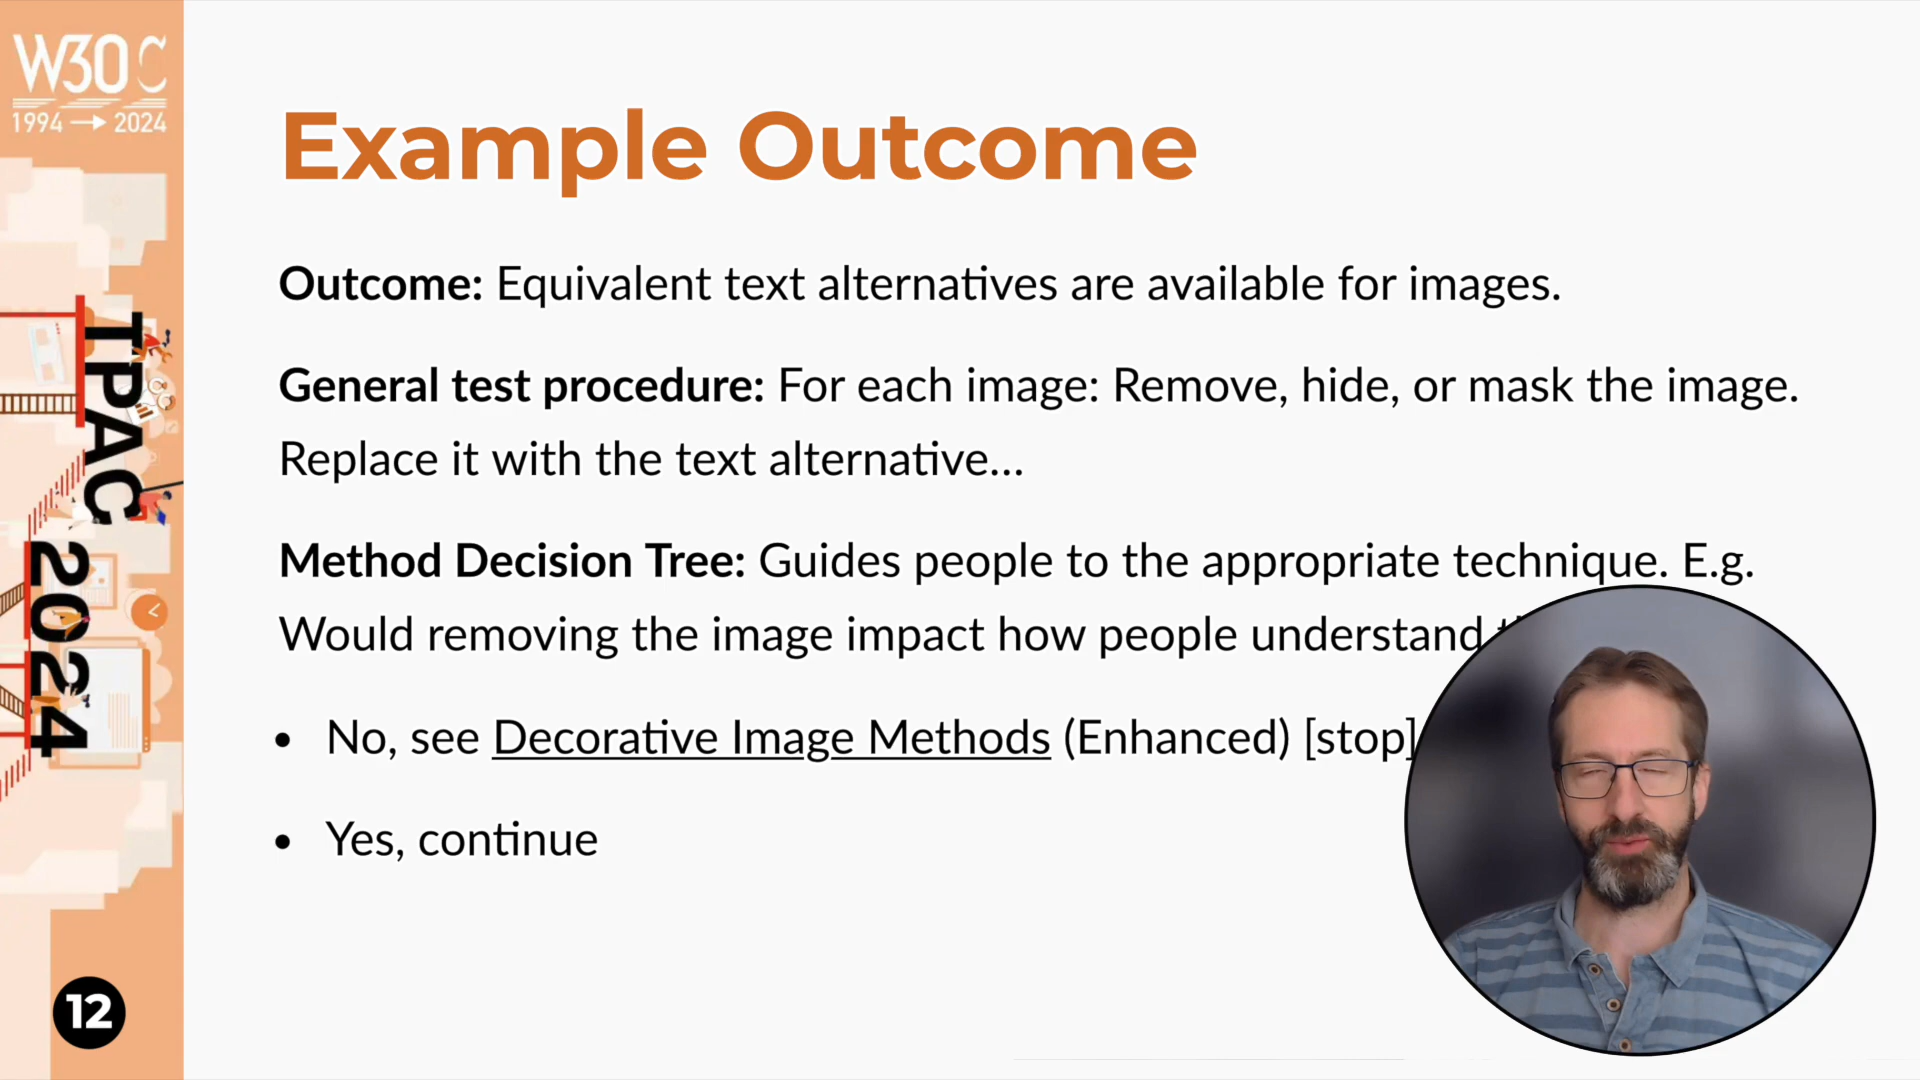 W30
1994 → 2024
TPAC
2024
12
Example Outcome
Outcome: Equivalent text alternatives are available for images.
General test procedure: For each image: Remove, hide, or mask the image.
Replace it with the text alternative...
Method Decision Tree: Guides people to the appropriate technique. E.g.
Would removing the image impact how people understand
• No, see Decorative Image Methods (Enhanced) [stop]
• Yes, continue